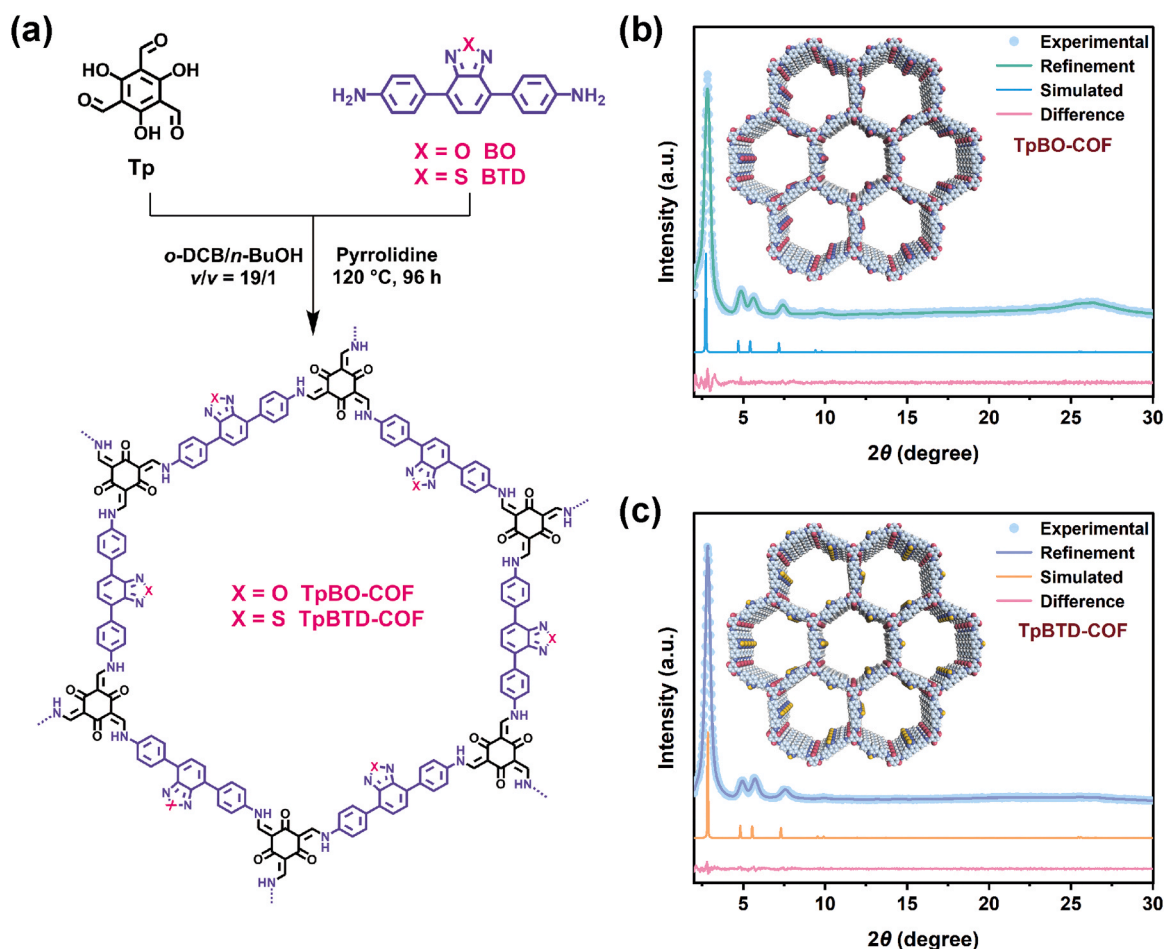 (a)
O
OH
HO
O
OH
O
Tp
X
N
N
H2N
NH2
X = O BO
X = S BTD
o-DCB/n-BuOH
v/v = 19/1
Pyrrolidine
120 °C, 96 h
X = O TpBO-COF
X = S TpBTD-COF
(b)
Experimental
Refinement
Simulated
Difference
TpBO-COF
Intensity (a.u.)
5 10 15 20 25 30
2θ (degree)
(c)
Experimental
Refinement
Simulated
Difference
TpBTD-COF
Intensity (a.u.)
5 10 15 20 25 30
2θ (degree)